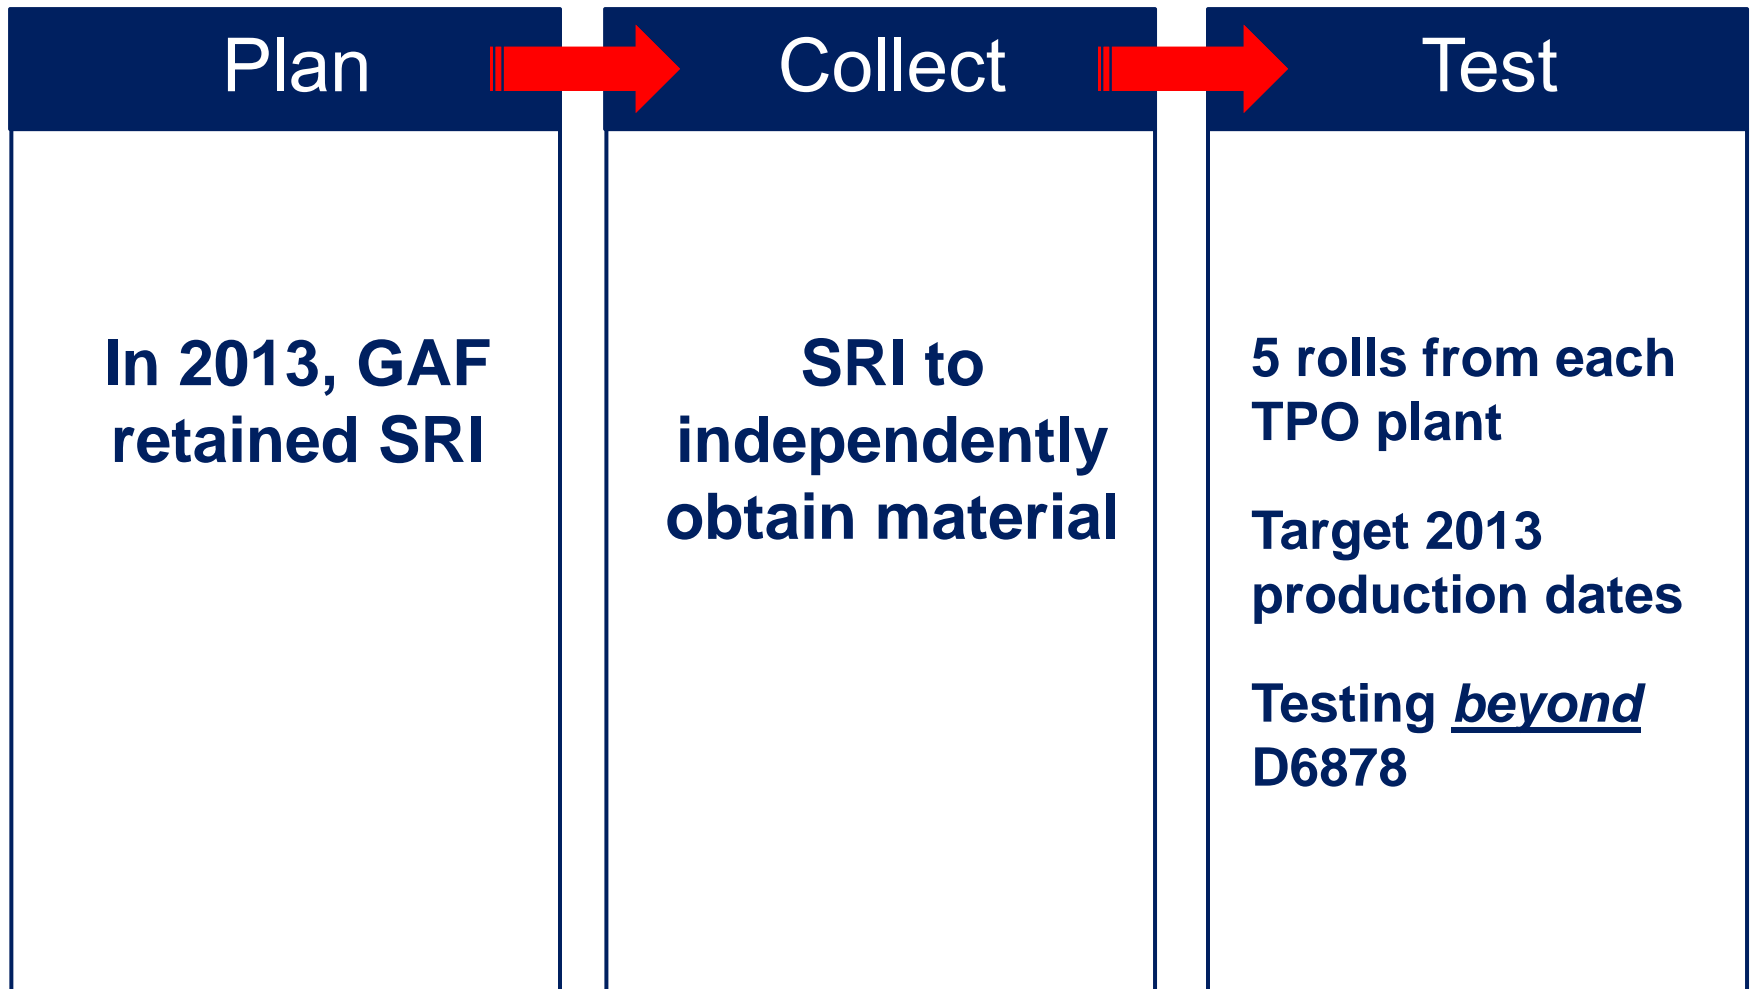 Plan
In 2013, GAF
retained SRI
Collect
SRI to
independently
obtain material
Test
5 rolls from each
TPO plant
Target 2013
production dates
Testing beyond
D6878